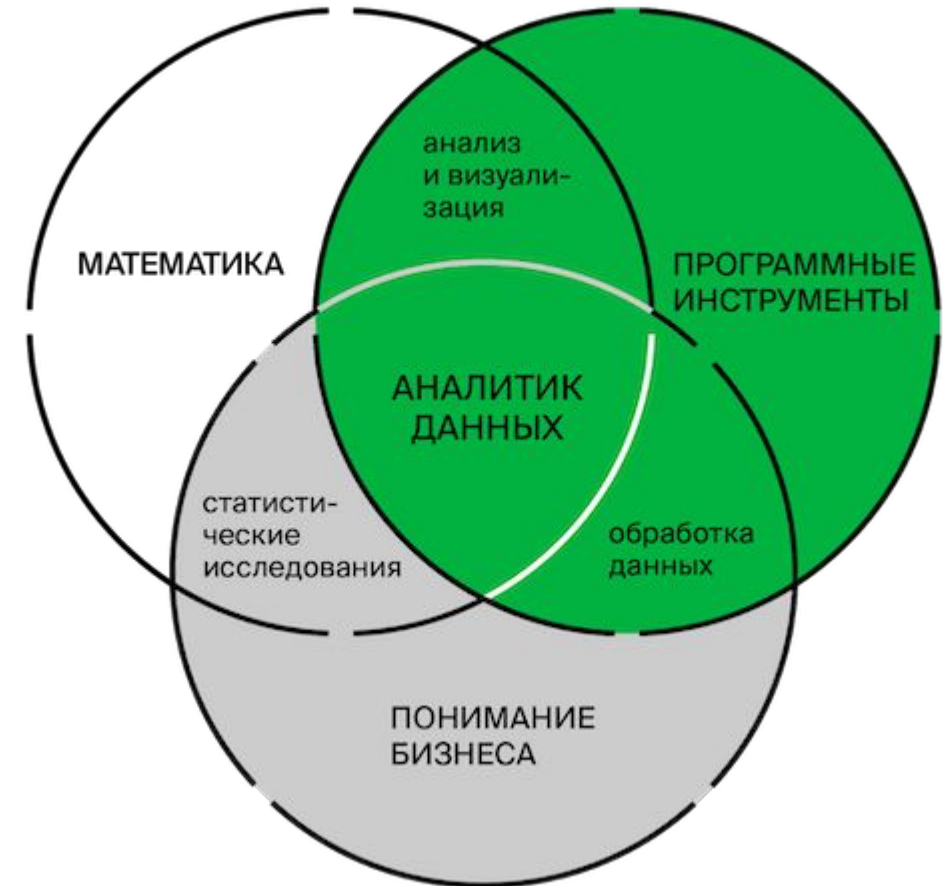 анализ
и визуали-
зация
МАТЕМАТИКА
ПРОГРАММНЫЕ
ИНСТРУМЕНТЫ
АНАЛИТИК
ДАННЫХ
статисти-
ческие
исследования
обработка
данных
ПОНИМАНИЕ
БИЗНЕСА